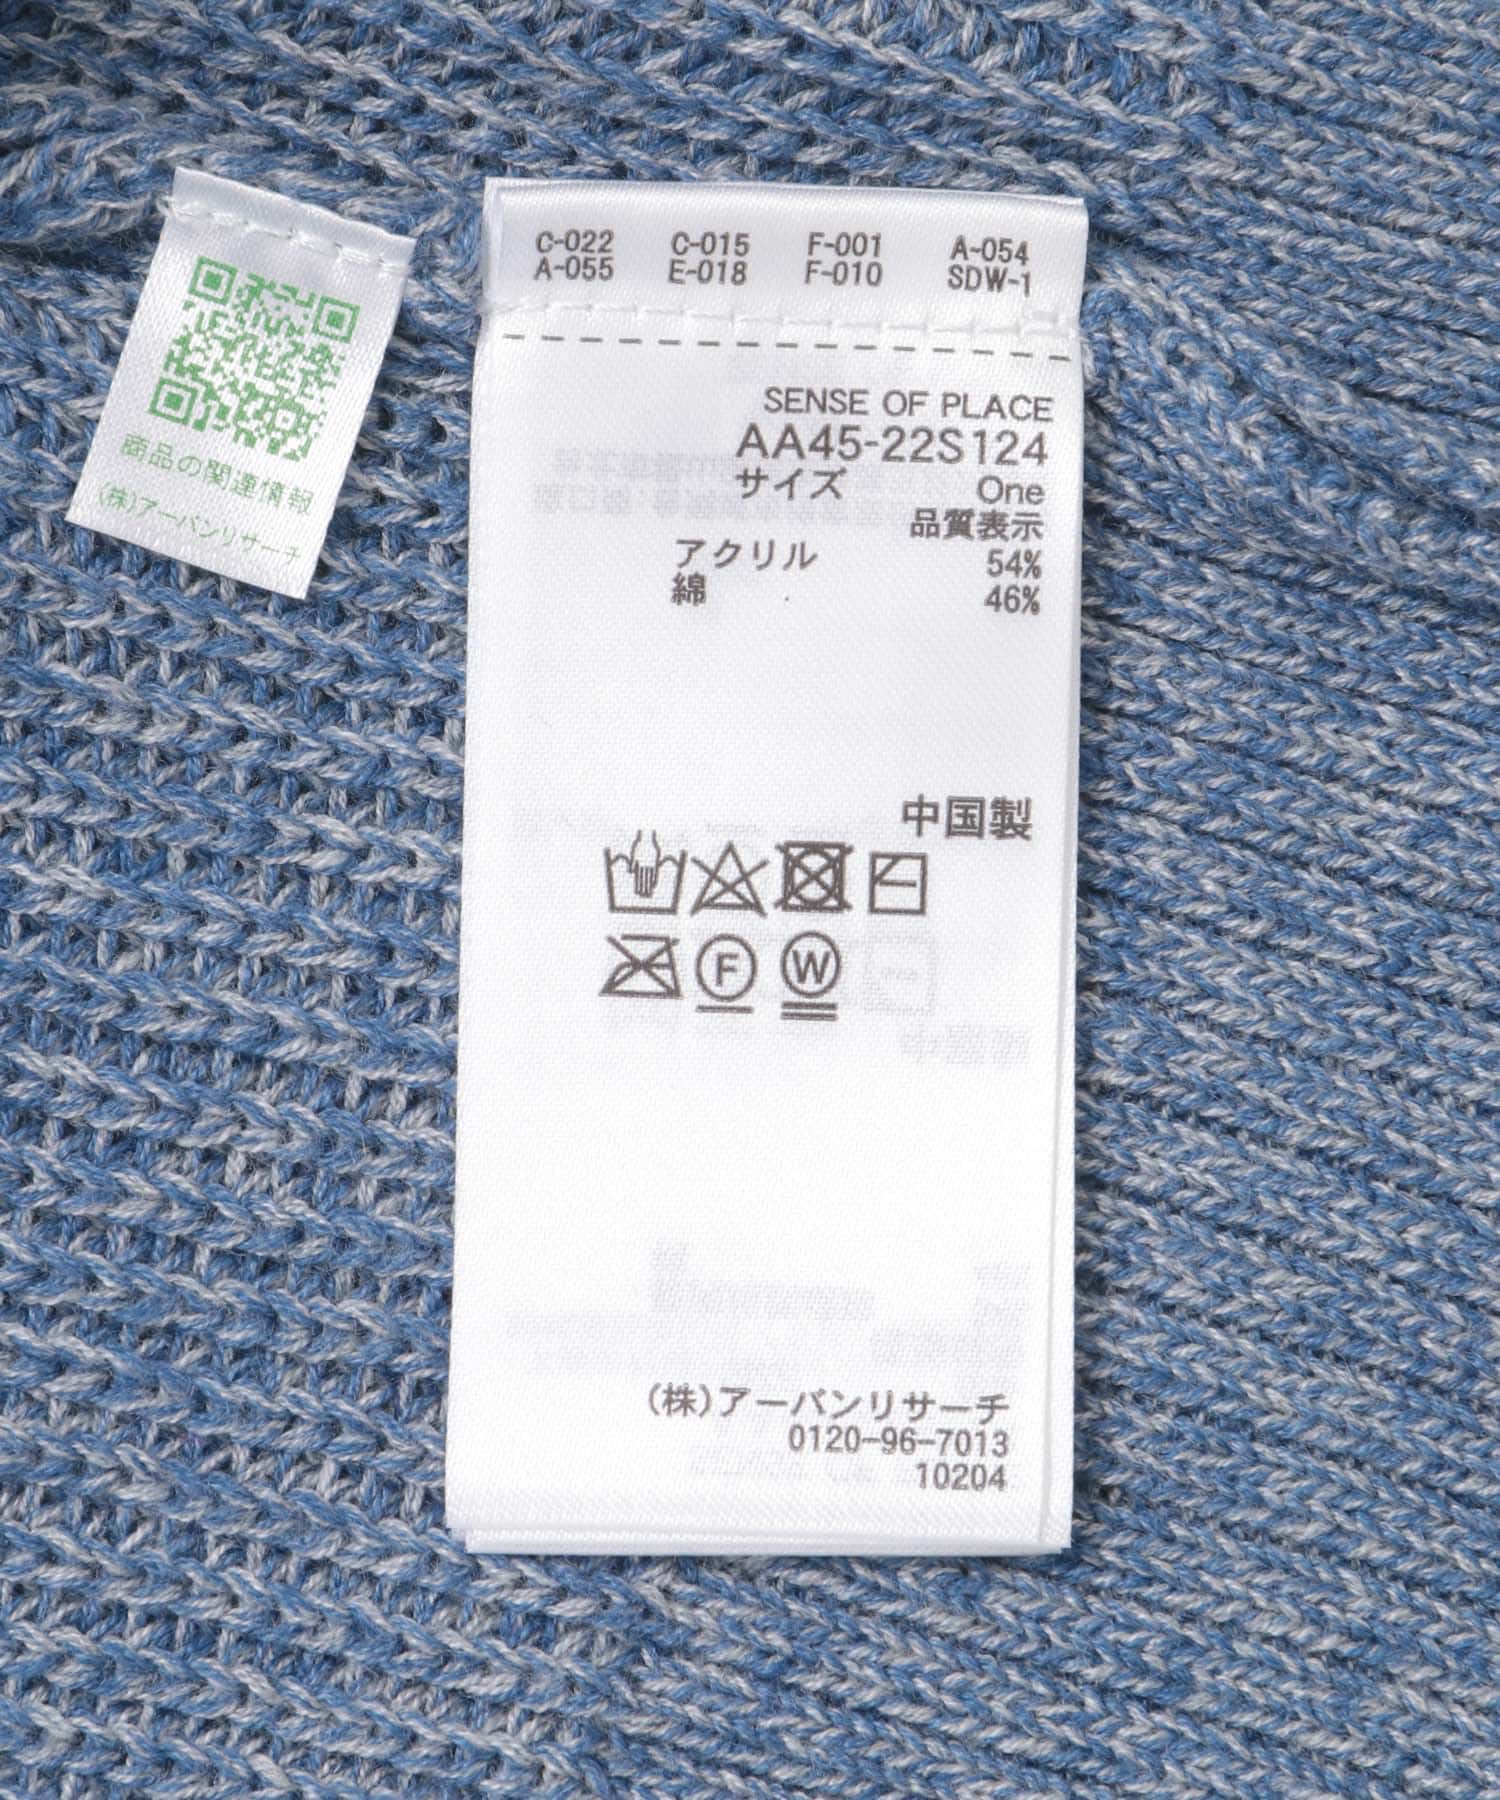 商品の関連情報
(株)アーバンリサーチ
C-022 C-015 F-001 A-054
A-055 E-018 F-010 SDW-1
SENSE OF PLACE
AA45-22S124
サイズ One
品質表示
アクリル 54%
綿 46%
中国製
F W
(株)アーバンリサーチ
0120-96-7013
10204